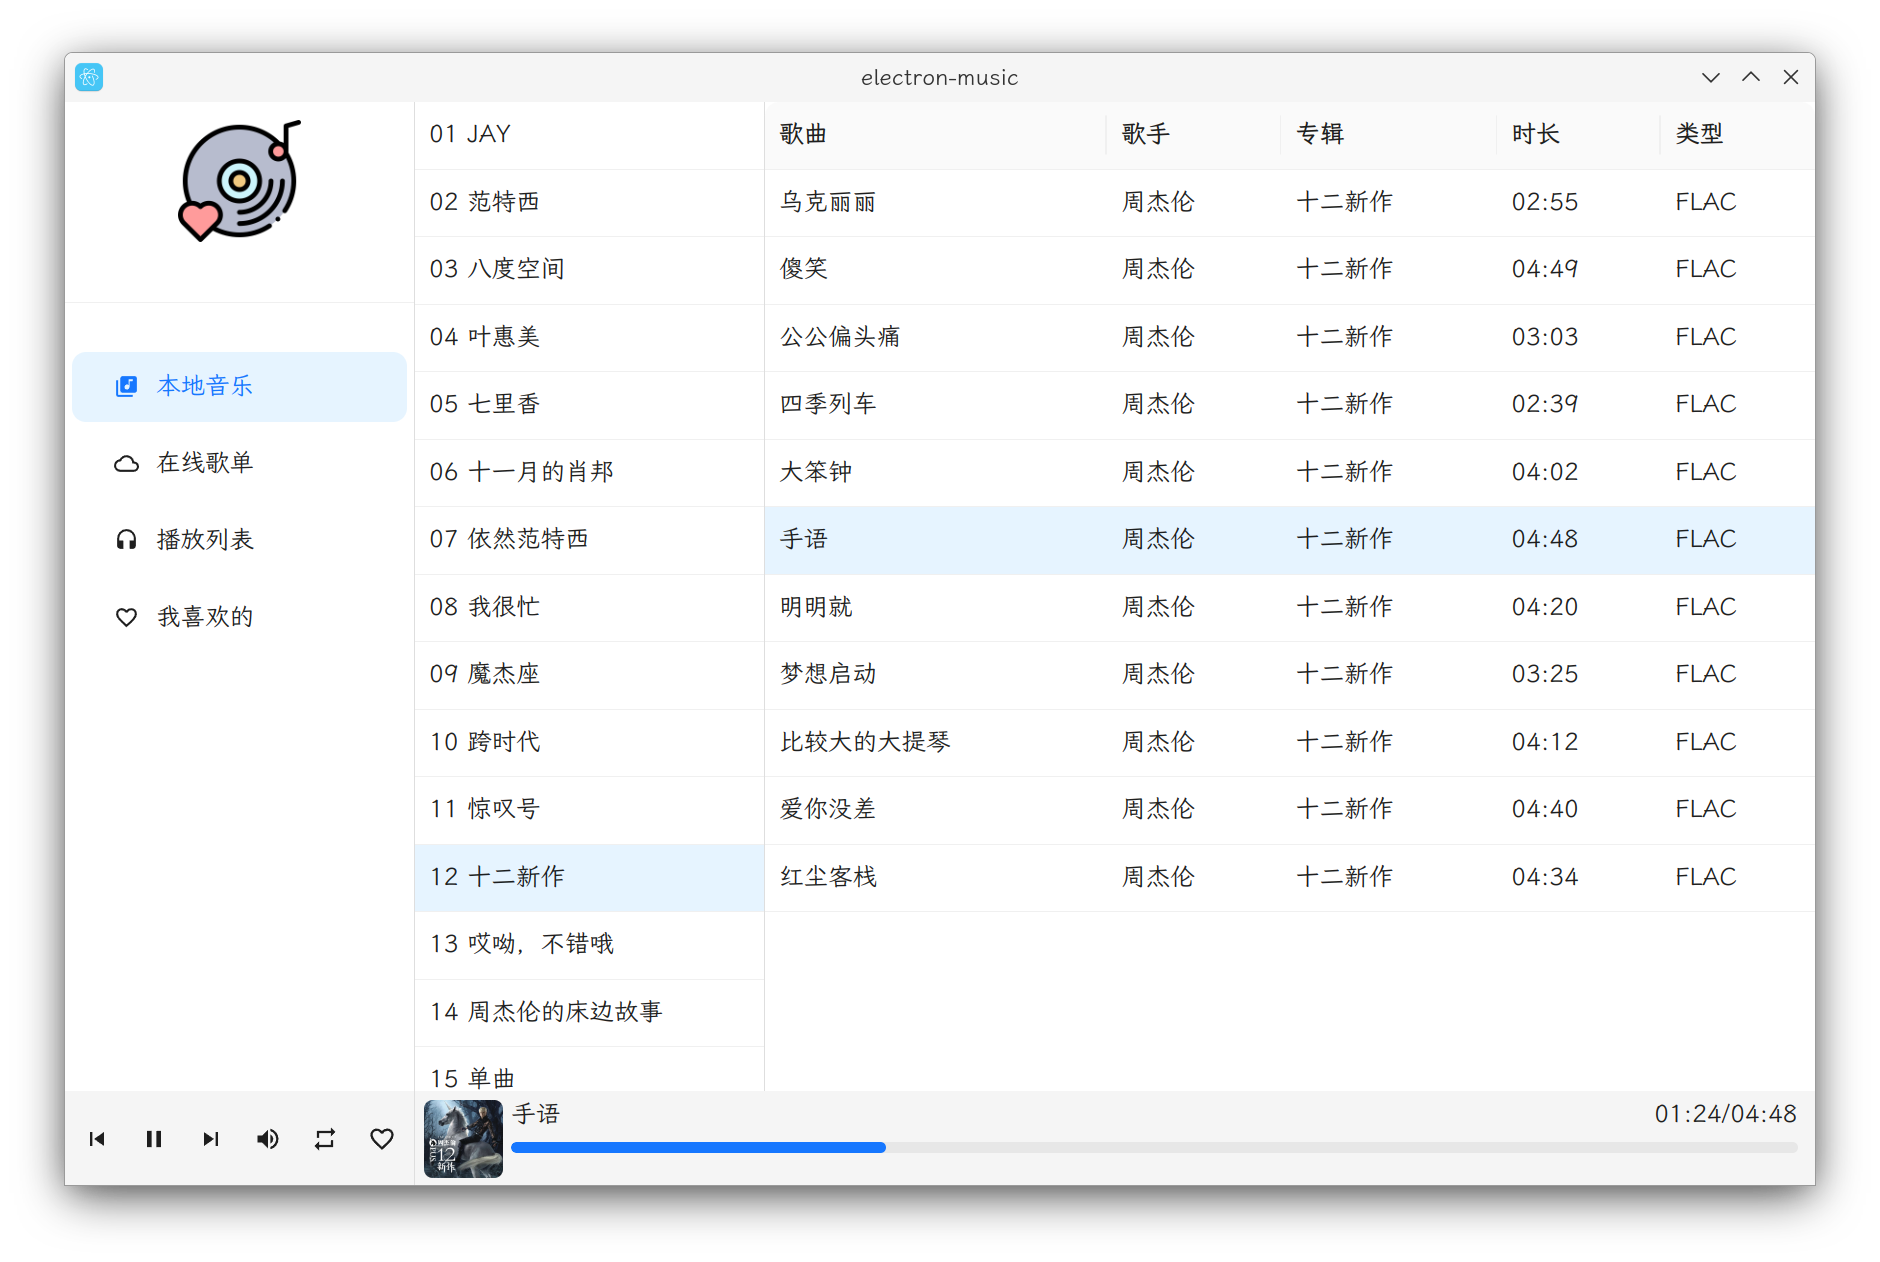 electron-music
本地音乐
在线歌单
播放列表
我喜欢的
01 JAY
02 范特西
03 八度空间
04 叶惠美
05 七里香
06 十一月的肖邦
07 依然范特西
08 我很忙
09 魔杰座
10 跨时代
11 惊叹号
12 十二新作
13 哎呦，不错哦
14 周杰伦的床边故事
15 单曲
歌曲 歌手 专辑 时长 类型
乌克丽丽 周杰伦 十二新作 02:55 FLAC
傻笑 周杰伦 十二新作 04:49 FLAC
公公偏头痛 周杰伦 十二新作 03:03 FLAC
四季列车 周杰伦 十二新作 02:39 FLAC
大笨钟 周杰伦 十二新作 04:02 FLAC
手语 周杰伦 十二新作 04:48 FLAC
明明就 周杰伦 十二新作 04:20 FLAC
梦想启动 周杰伦 十二新作 03:25 FLAC
比较大的大提琴 周杰伦 十二新作 04:12 FLAC
爱你没差 周杰伦 十二新作 04:40 FLAC
红尘客栈 周杰伦 十二新作 04:34 FLAC
12
新作
手语
01:24/04:48